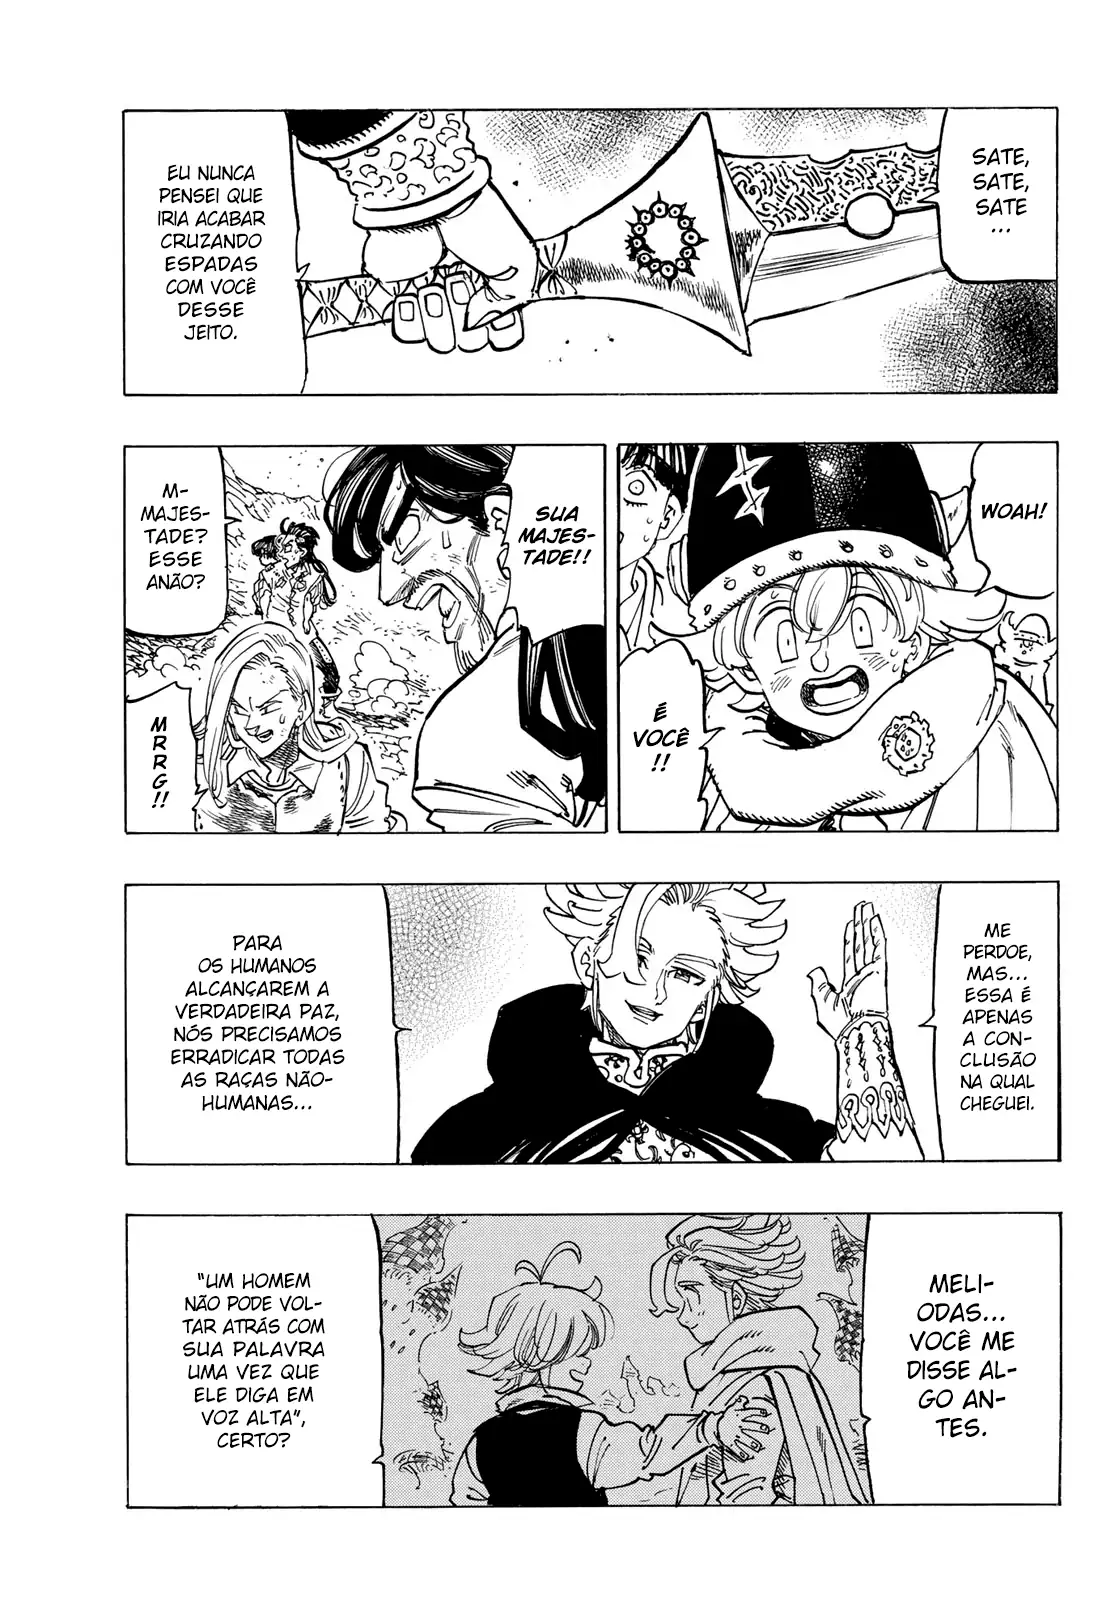 SATE,
SATE,
SATE
...
EU NUNCA
PENSEI QUE
IRIA ACABAR
CRUZANDO
ESPADAS
COM VOCÊ
DESSE
JEITO.
WOAH!
É
VOCÊ
!!
SUA
MAJES-
TADE!!
M-
MAJES-
TADE?
ESSE
ANÃO?
MRRG!!
ME
PERDOE,
MAS...
ESSA É
APENAS
A CON-
CLUSÃO
NA QUAL
CHEGUEI.
PARA
OS HUMANOS
ALCANÇAREM A
VERDADEIRA PAZ,
NÓS PRECISAMOS
ERRADICAR TODAS
AS RAÇAS NÃO-
HUMANAS...
MELI-
ODAS...
VOCÊ ME
DISSE AL-
GO AN-
TES.
"UM HOMEM
NÃO PODE VOL-
TAR ATRÁS COM
SUA PALAVRA
UMA VEZ QUE
ELE DIGA EM
VOZ ALTA",
CERTO?